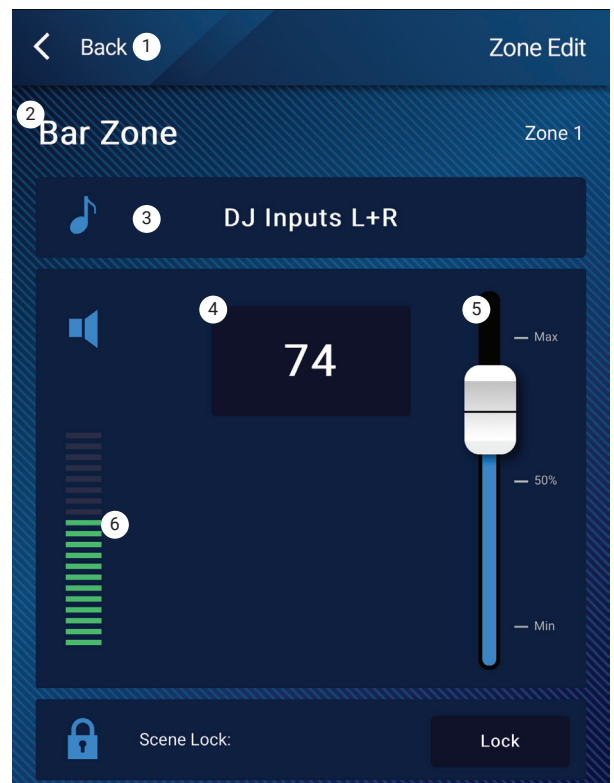 Back 1 Zone Edit
2 Bar Zone Zone 1
3 DJ Inputs L+R
4 5
Max
74
50%
6
Min
Scene Lock: Lock